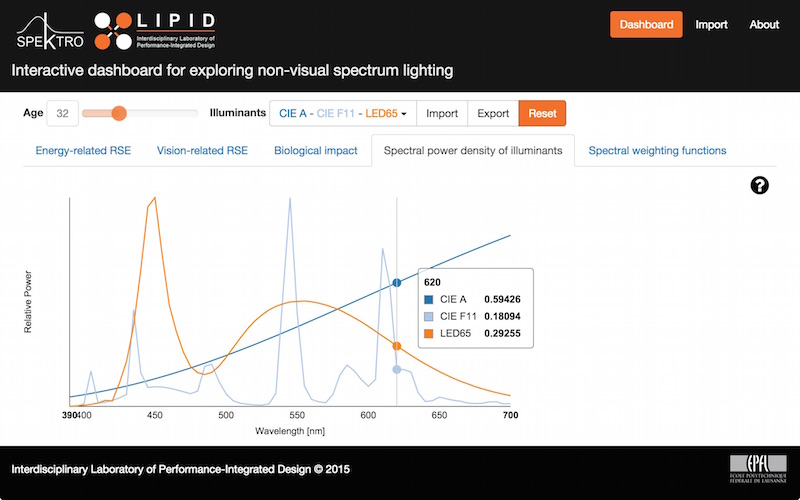 SPEKTRO
LIPID
Interdisciplinary Laboratory of
Performance-Integrated Design
Dashboard Import About
Interactive dashboard for exploring non-visual spectrum lighting
Age 32 Illuminants CIE A - CIE F11 - LED65 Import Export Reset
Energy-related RSE Vision-related RSE Biological impact Spectral power density of illuminants Spectral weighting functions
?
Relative Power
620
CIE A 0.59426
CIE F11 0.18094
LED65 0.29255
390 400 450 500 550 600 650 700
Wavelength [nm]
Interdisciplinary Laboratory of Performance-Integrated Design © 2015
EPFL
ÉCOLE POLYTECHNIQUE
FÉDÉRALE DE LAUSANNE